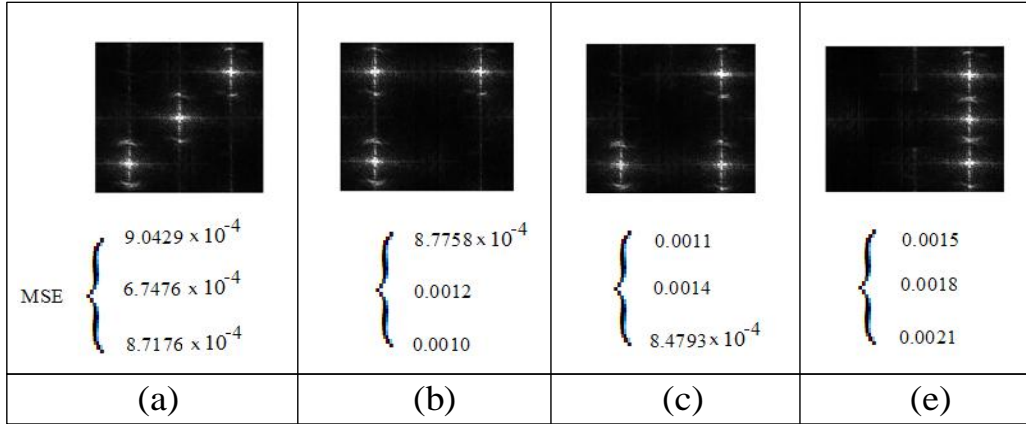 9.0429 x 10-4
MSE 6.7476 x 10-4
8.7176 x 10-4
8.7758 x 10-4
0.0012
0.0010
0.0011
0.0014
8.4793 x 10-4
0.0015
0.0018
0.0021
(a) (b) (c) (e)